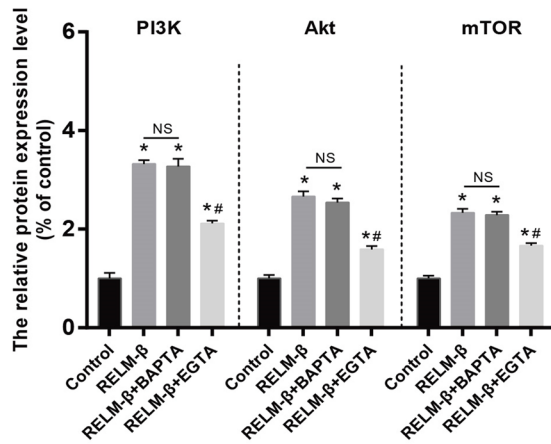 PI3K
Akt
mTOR
The relative protein expression level
(% of control)
6
4
2
0
NS
*
*
*#
NS
*
*
*#
NS
*
*
*#
Control
RELM-β
RELM-β+BAPTA
RELM-β+EGTA
Control
RELM-β
RELM-β+BAPTA
RELM-β+EGTA
Control
RELM-β
RELM-β+BAPTA
RELM-β+EGTA